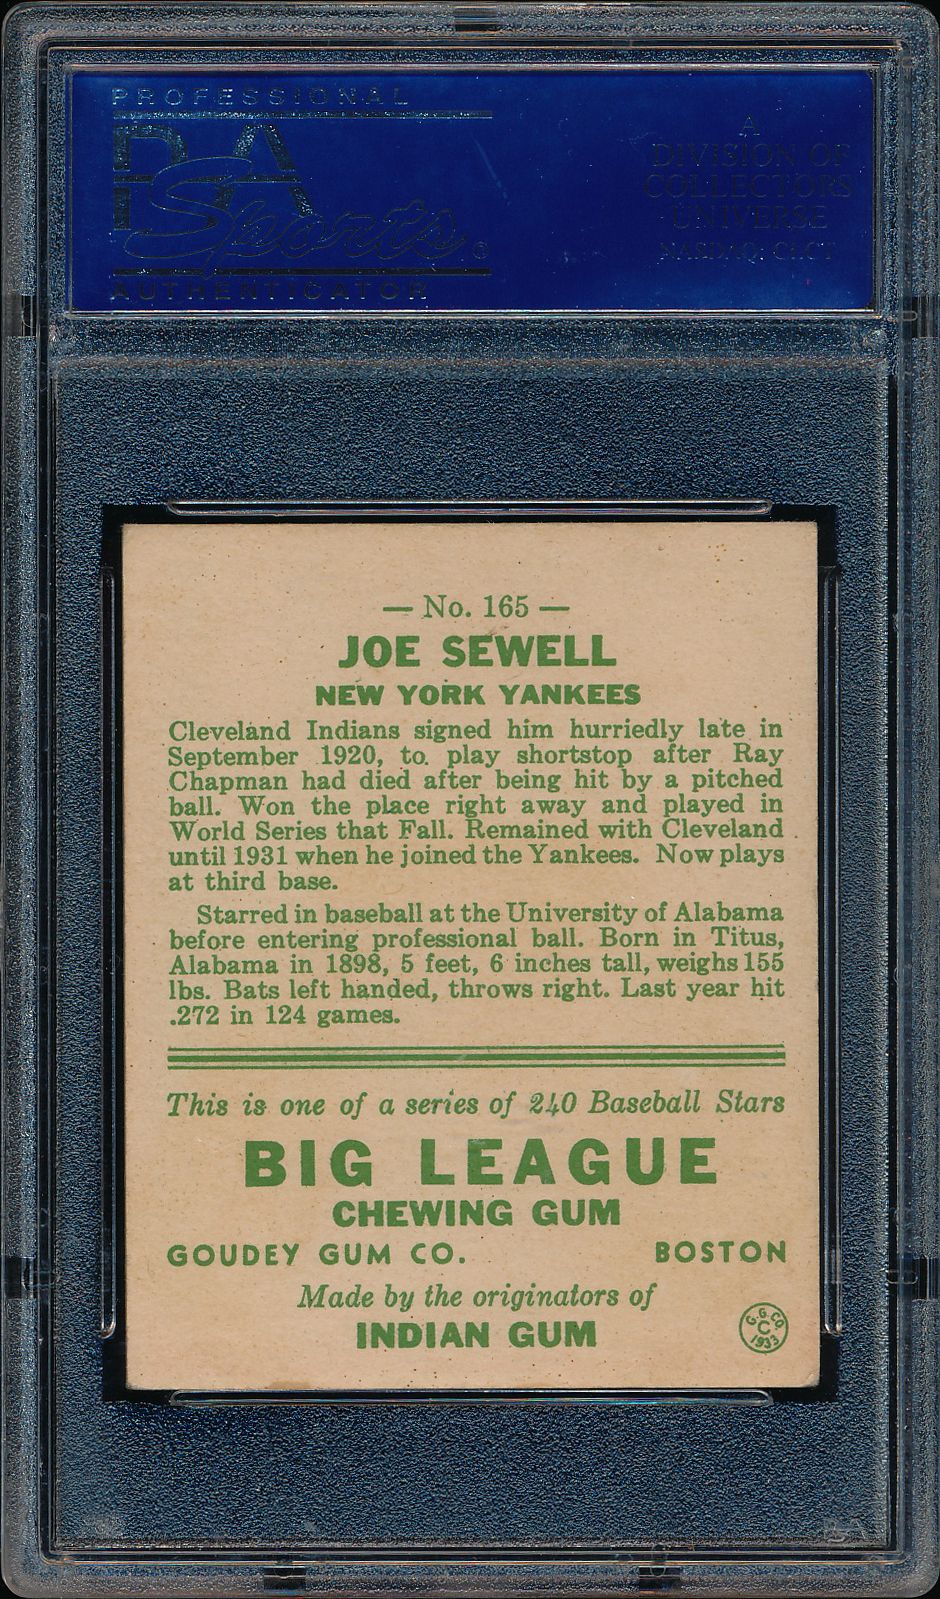 PROFESSIONAL
PSA
Sports®
AUTHENTICATOR
A
DIVISION OF
COLLECTORS
UNIVERSE
NASDAQ: CLCT
— No. 165 —
JOE SEWELL
NEW YORK YANKEES
Cleveland Indians signed him hurriedly late in
September 1920, to play shortstop after Ray
Chapman had died after being hit by a pitched
ball. Won the place right away and played in
World Series that Fall. Remained with Cleveland
until 1931 when he joined the Yankees. Now plays
at third base.
Starred in baseball at the University of Alabama
before entering professional ball. Born in Titus,
Alabama in 1898, 5 feet, 6 inches tall, weighs 155
lbs. Bats left handed, throws right. Last year hit
.272 in 124 games.
This is one of a series of 240 Baseball Stars
BIG LEAGUE
CHEWING GUM
GOUDEY GUM CO. BOSTON
Made by the originators of
INDIAN GUM
G. G. CO.
C
1933
PSA